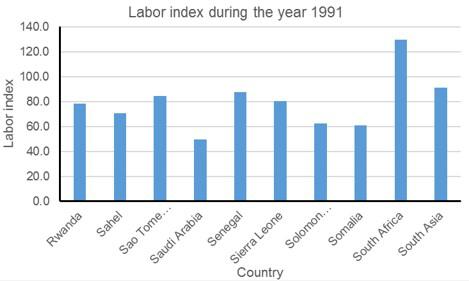 Labor index during the year 1991
140.0
120.0
100.0
80.0
60.0
40.0
20.0
0.0
Labor index
Rwanda
Sahel
Sao Tome...
Saudi Arabia
Senegal
Sierra Leone
Solomon...
Somalia
South Africa
South Asia
Country